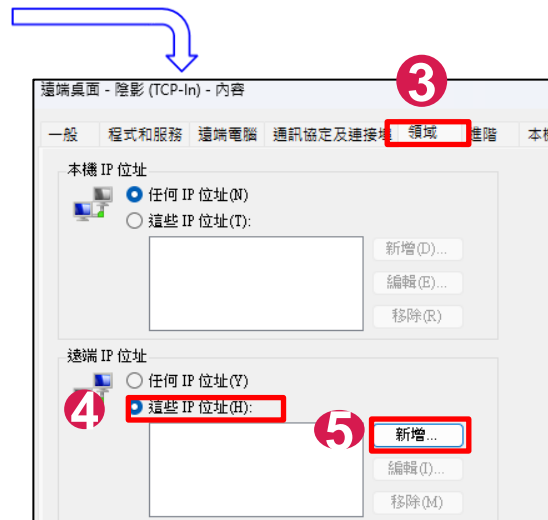 3
遠端桌面 - 陰影 (TCP-In) - 內容
一般 程式和服務 遠端電腦 通訊協定及連接埠 領域 進階 本機
本機 IP 位址
任何 IP 位址(N)
這些 IP 位址(T):
新增(D)...
編輯(E)...
移除(R)
遠端 IP 位址
任何 IP 位址(Y)
4 這些 IP 位址(H):
5 新增...
編輯(I)...
移除(M)